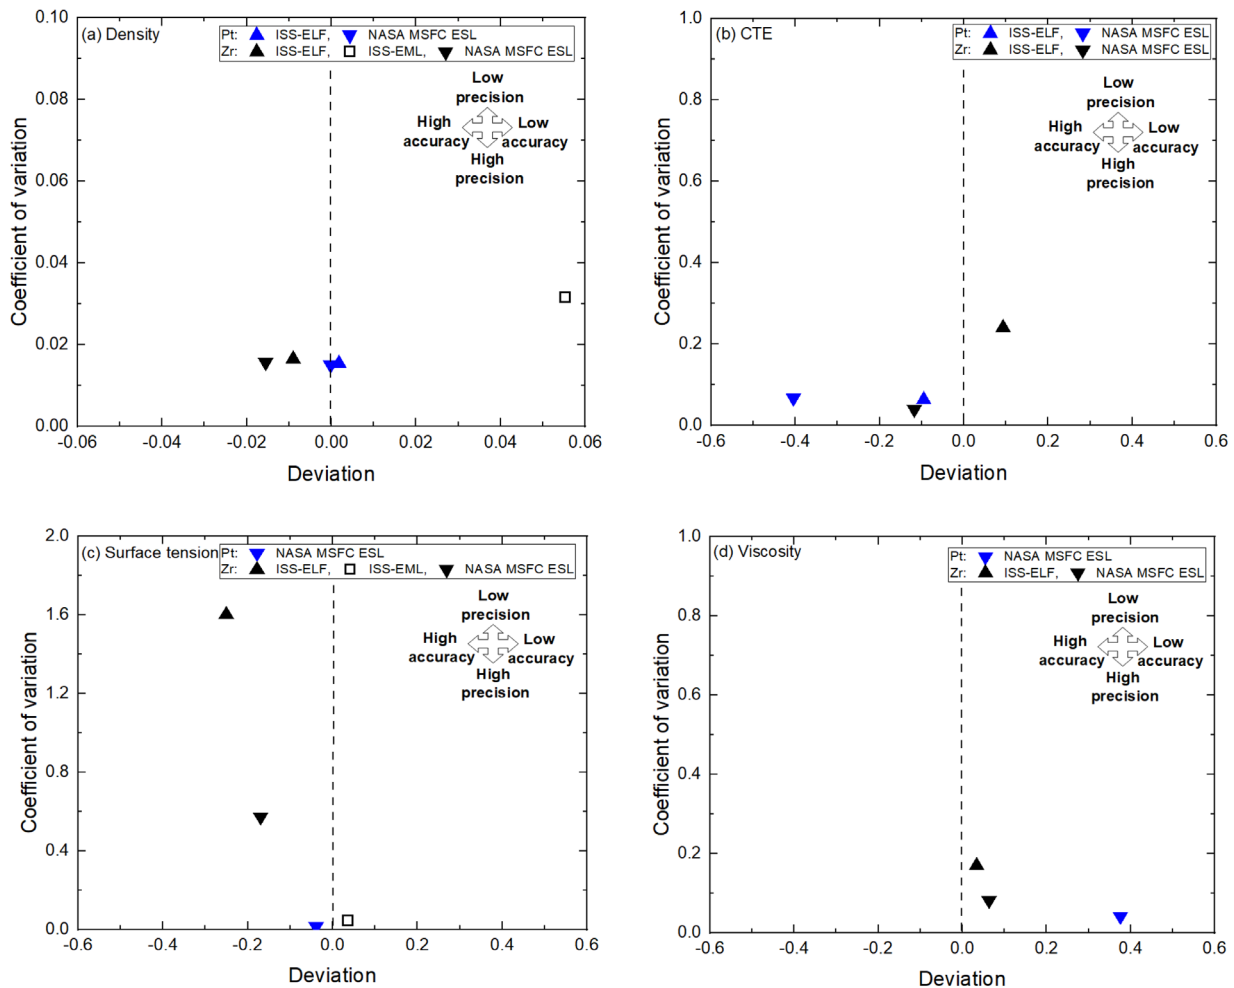 (a) Density
Pt: ISS-ELF, NASA MSFC ESL
Zr: ISS-ELF, ISS-EML, NASA MSFC ESL
Low
precision
High
accuracy
Low
accuracy
High
precision
0.10
0.08
0.06
0.04
0.02
0.00
Coefficient of variation
-0.06
-0.04
-0.02
0.00
0.02
0.04
0.06
Deviation
(b) CTE
Pt: ISS-ELF, NASA MSFC ESL
Zr: ISS-ELF, NASA MSFC ESL
Low
precision
High
accuracy
Low
accuracy
High
precision
1.0
0.8
0.6
0.4
0.2
0.0
Coefficient of variation
-0.6
-0.4
-0.2
0.0
0.2
0.4
0.6
Deviation
(c) Surface tension
Pt: NASA MSFC ESL
Zr: ISS-ELF, ISS-EML, NASA MSFC ESL
Low
precision
High
accuracy
Low
accuracy
High
precision
2.0
1.6
1.2
0.8
0.4
0.0
Coefficient of variation
-0.6
-0.4
-0.2
0.0
0.2
0.4
0.6
Deviation
(d) Viscosity
Pt: NASA MSFC ESL
Zr: ISS-ELF, NASA MSFC ESL
Low
precision
High
accuracy
Low
accuracy
High
precision
1.0
0.8
0.6
0.4
0.2
0.0
Coefficient of variation
-0.6
-0.4
-0.2
0.0
0.2
0.4
0.6
Deviation